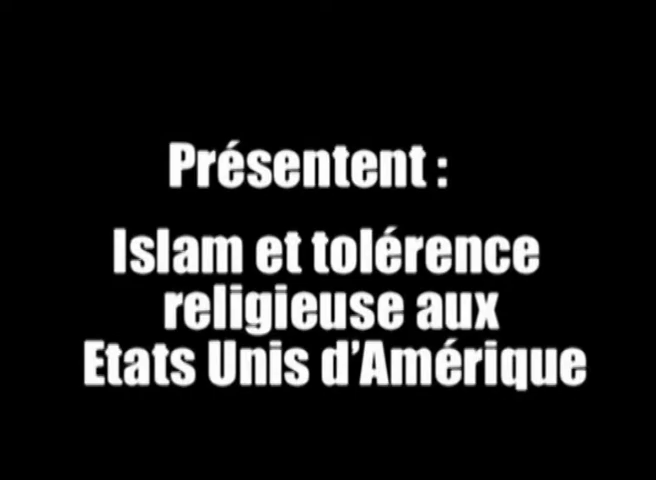 Présentent :
Islam et tolérence
religieuse aux
Etats Unis d’Amérique